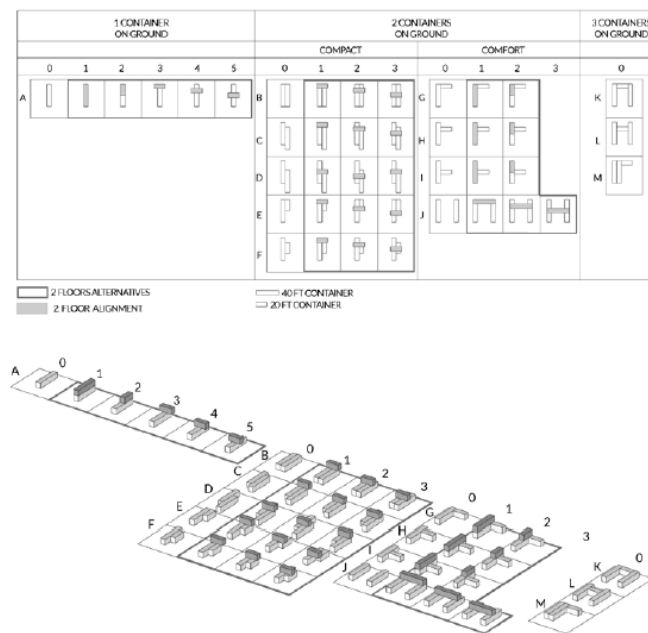 1 CONTAINER
ON GROUND
2 CONTAINERS
ON GROUND
3 CONTAINERS
ON GROUND
COMPACT
COMFORT
0 1 2 3 4 5
0 1 2 3
0 1 2 3
0
A
B
C
D
E
F
G
H
I
J
K
L
M
2 FLOORS ALTERNATIVES
2 FLOOR ALIGNMENT
40 FT CONTAINER
20 FT CONTAINER
A 0 1 2 3 4 5
B 0 1 2 3
C
D
E
F
G 0 1 2 3
H
I
J
K 0
L
M